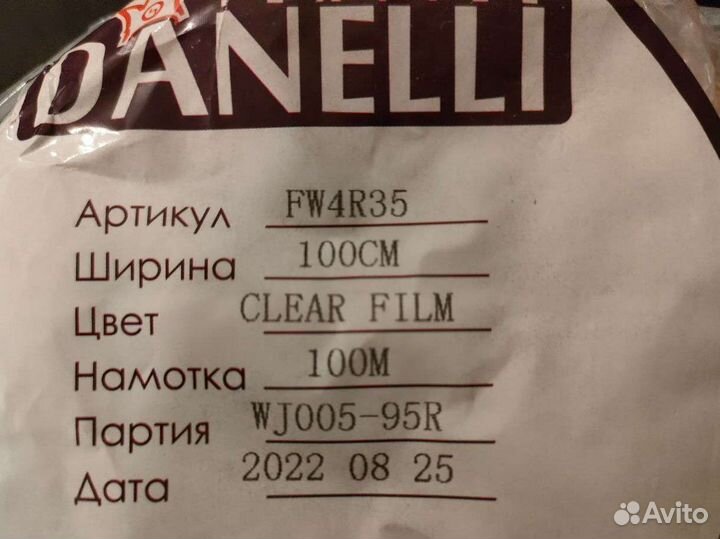 DANELLI
Артикул FW4R35
Ширина 100CM
Цвет CLEAR FILM
Намотка 100M
Партия WJ005-95R
Дата 2022 08 25
Avito